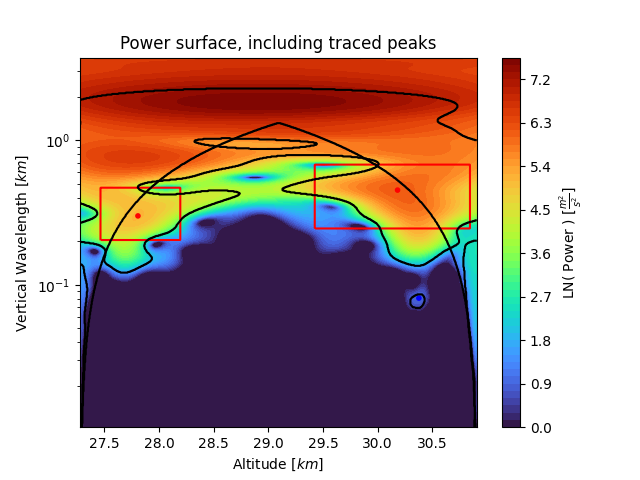 Power surface, including traced peaks
Vertical Wavelength [km]
10⁰
10⁻¹
27.5 28.0 28.5 29.0 29.5 30.0 30.5
Altitude [km]
7.2
6.3
5.4
4.5
3.6
2.7
1.8
0.9
0.0
LN( Power ) [m²/s²]